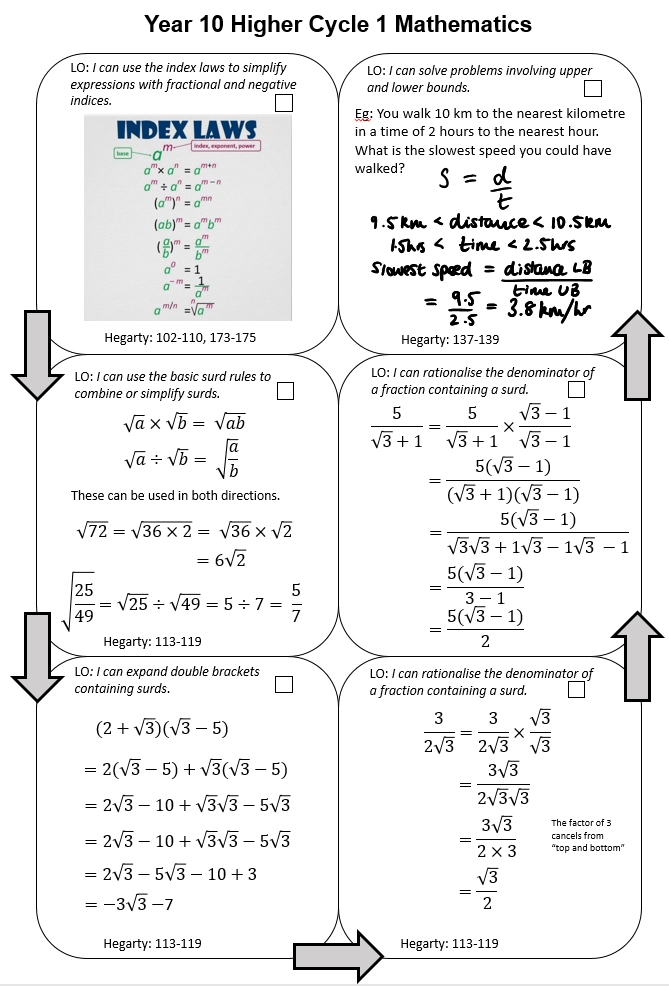 Year 10 Higher Cycle 1 Mathematics
LO: I can use the index laws to simplify
expressions with fractional and negative
indices.
INDEX LAWS
base
a^m
index, exponent, power
a^m x a^n = a^(m+n)
a^m ÷ a^n = a^(m−n)
(a^m)^n = a^(mn)
(ab)^m = a^m b^m
(a/b)^m = a^m/b^m
a^0 = 1
a^(−m) = 1/a^m
a^(m/n) = ⁿ√a^m
Hegarty: 102-110, 173-175
LO: I can use the basic surd rules to
combine or simplify surds.
√a × √b = √ab
√a ÷ √b = √(a/b)
These can be used in both directions.
√72 = √(36 × 2) = √36 × √2
= 6√2
√(25/49) = √25 ÷ √49 = 5 ÷ 7 = 5/7
Hegarty: 113-119
LO: I can expand double brackets
containing surds.
(2 + √3)(√3 − 5)
= 2(√3 − 5) + √3(√3 − 5)
= 2√3 − 10 + √3√3 − 5√3
= 2√3 − 10 + √3√3 − 5√3
= 2√3 − 5√3 − 10 + 3
= −3√3 −7
Hegarty: 113-119
LO: I can rationalise the denominator of
a fraction containing a surd.
3/(2√3) = 3/(2√3) × √3/√3
= 3√3/(2√3√3)
= 3√3/(2 × 3)
The factor of 3
cancels from
"top and bottom"
= √3/2
Hegarty: 113-119
LO: I can rationalise the denominator of
a fraction containing a surd.
5/(√3 + 1) = 5/(√3 + 1) × (√3 − 1)/(√3 − 1)
= 5(√3 − 1)/((√3 + 1)(√3 − 1))
= 5(√3 − 1)/(√3√3 + 1√3 − 1√3 − 1)
= 5(√3 − 1)/(3 − 1)
= 5(√3 − 1)/2
LO: I can solve problems involving upper
and lower bounds.
Eg: You walk 10 km to the nearest kilometre
in a time of 2 hours to the nearest hour.
What is the slowest speed you could have
walked?
S = d/t
9.5km < distance < 10.5km
1.5hrs < time < 2.5hrs
Slowest speed = distance LB/time UB
= 9.5/2.5 = 3.8km/hr
Hegarty: 137-139